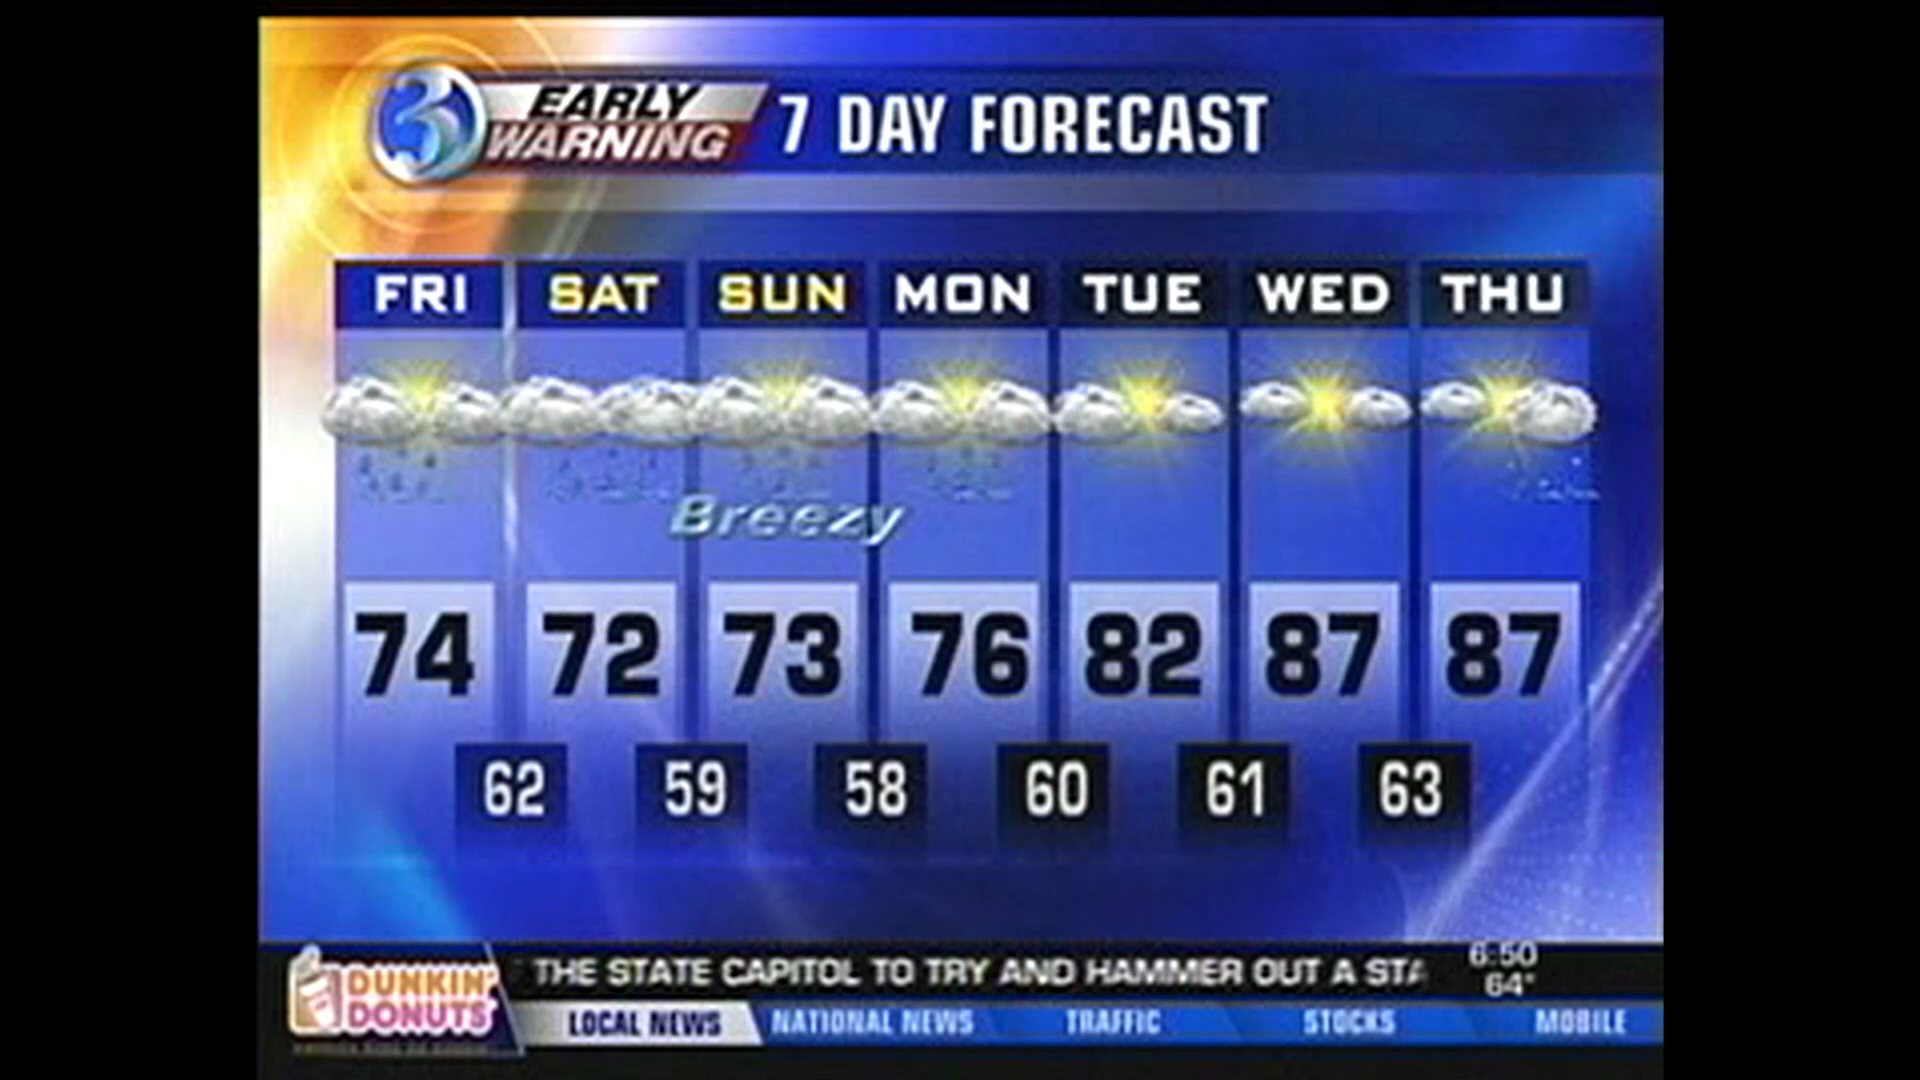 3 EARLY WARNING 7 DAY FORECAST
FRI SAT SUN MON TUE WED THU
Breezy
74 72 73 76 82 87 87
62 59 58 60 61 63
THE STATE CAPITOL TO TRY AND HAMMER OUT A STA
6:50
64°
DUNKIN' DONUTS
LOCAL NEWS NATIONAL NEWS TRAFFIC STOCKS MOBILE